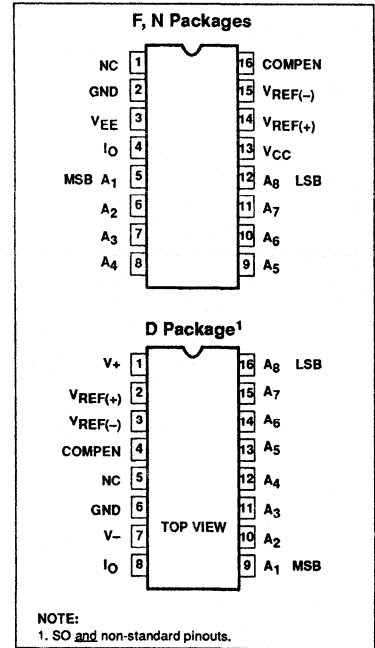 F, N Packages
NC 1 16 COMPEN
GND 2 15 VREF(–)
VEE 3 14 VREF(+)
IO 4 13 VCC
MSB A1 5 12 A8 LSB
A2 6 11 A7
A3 7 10 A6
A4 8 9 A5
D Package1
V+ 1 16 A8 LSB
VREF(+) 2 15 A7
VREF(–) 3 14 A6
COMPEN 4 13 A5
NC 5 12 A4
GND 6 11 A3
V– 7 TOP VIEW 10 A2
IO 8 9 A1 MSB
NOTE:
1. SO and non-standard pinouts.